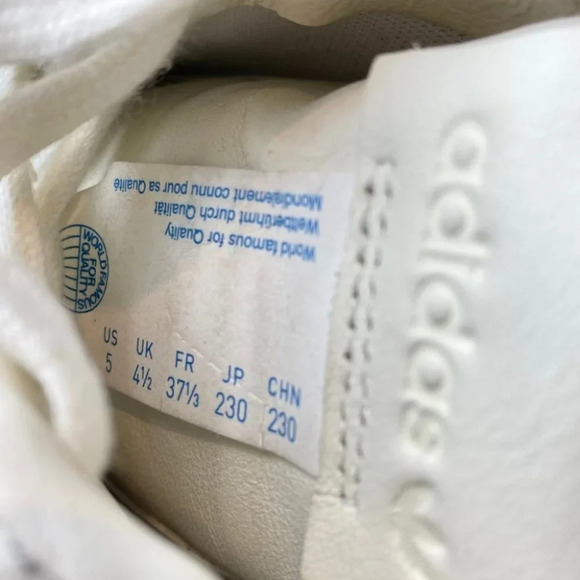 World famous for Quality
Weltberühmt durch Qualität
Mondialement connu pour sa Qualité
WORLD FAMOUS
FOR
QUALITY
US UK FR JP CHN
5 4½ 37⅓ 230 230
adidas